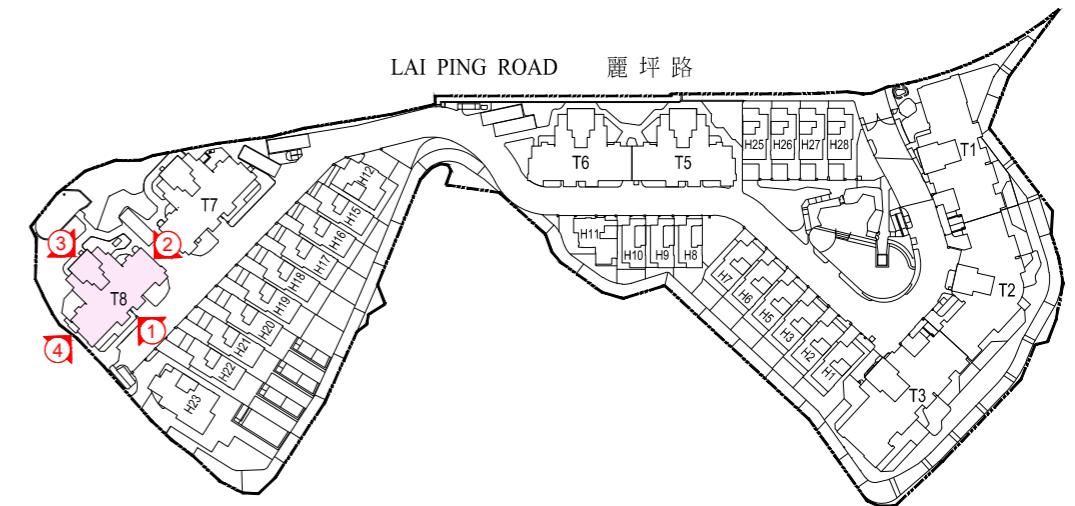 LAI PING ROAD 麗坪路
T1
T2
T3
T5
T6
T7
T8
H1
H2
H3
H5
H6
H7
H8
H9
H10
H11
H12
H15
H16
H17
H18
H19
H20
H21
H22
H23
H25
H26
H27
H28
1
2
3
4